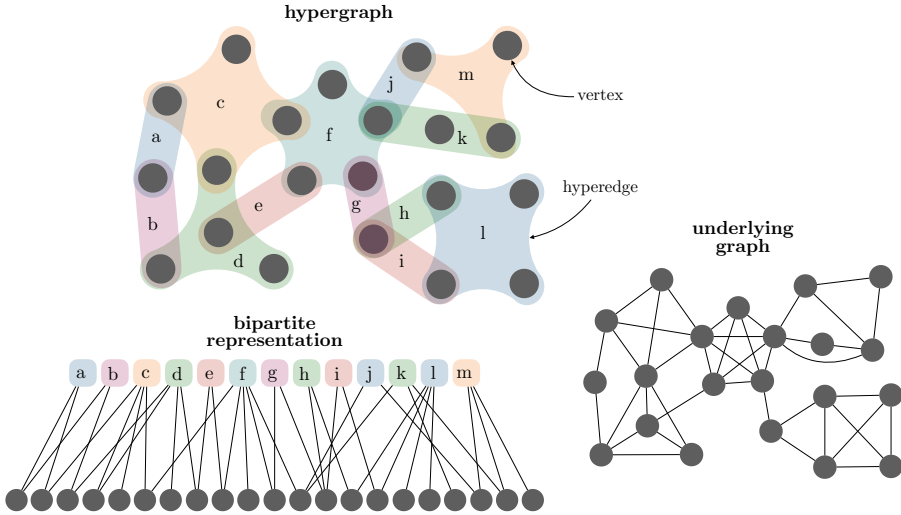 hypergraph
j
m
c
vertex
a
f
k
hyperedge
e
g
h
b
l
d
i
underlying
graph
bipartite
representation
a b c d e f g h i j k l m